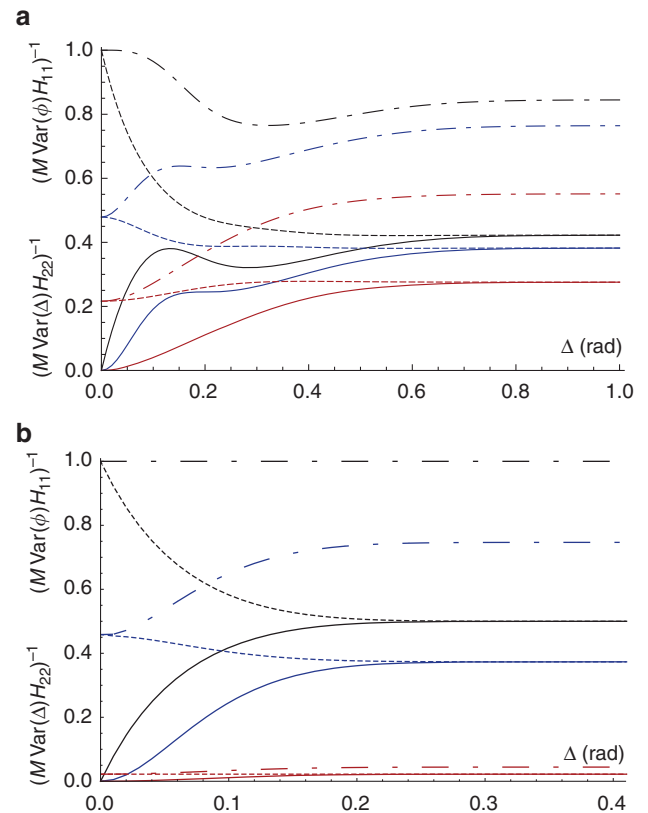 a
(M Var(ϕ)H₁₁)⁻¹
(M Var(Δ)H₂₂)⁻¹
1.0
0.8
0.6
0.4
0.2
0.0
Δ (rad)
0.0 0.2 0.4 0.6 0.8 1.0
b
(M Var(ϕ)H₁₁)⁻¹
(M Var(Δ)H₂₂)⁻¹
1.0
0.8
0.6
0.4
0.2
0.0
Δ (rad)
0.0 0.1 0.2 0.3 0.4